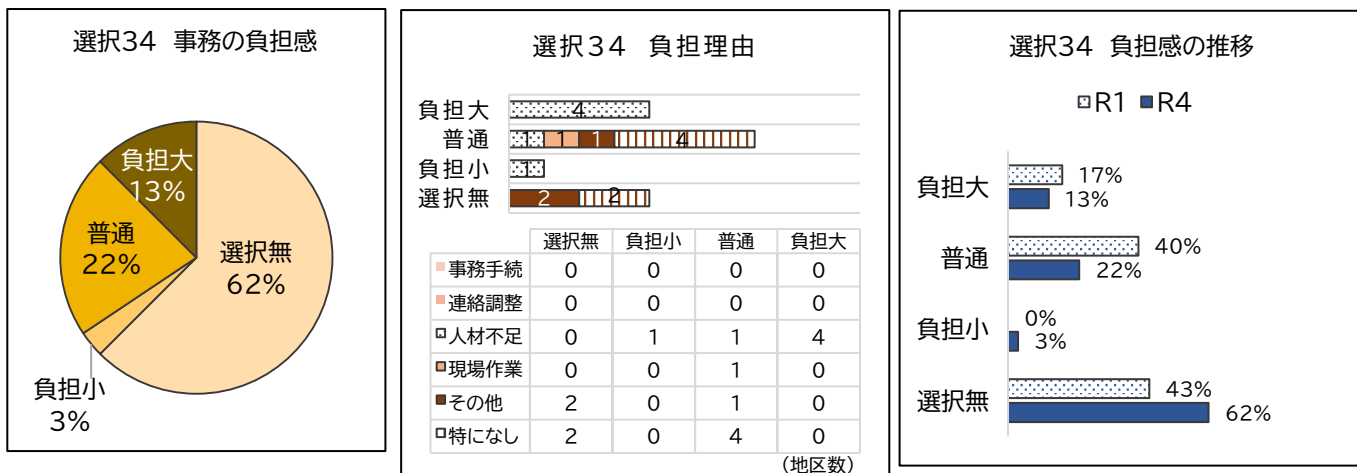 選択34 事務の負担感
負担大
13%
普通
22%
選択無
62%
負担小
3%
選択34 負担理由
負担大 4
普通 1 1 1 4
負担小 1
選択無 2 2
選択無 負担小 普通 負担大
事務手続 0 0 0 0
連絡調整 0 0 0 0
人材不足 0 1 1 4
現場作業 0 0 1 0
その他 2 0 1 0
特になし 2 0 4 0
(地区数)
選択34 負担感の推移
R1 R4
負担大 17%
13%
普通 40%
22%
負担小 0%
3%
選択無 43%
62%